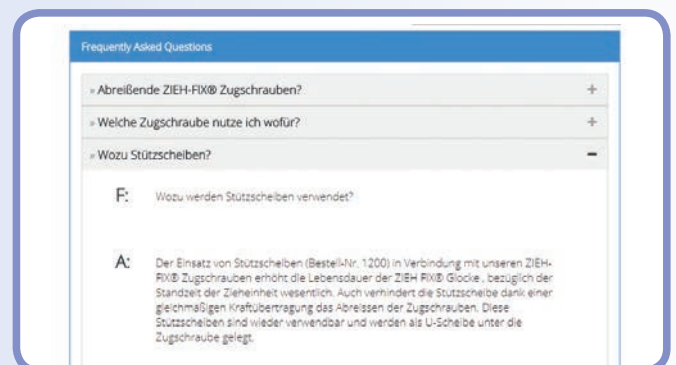 Frequently Asked Questions
» Abreißende ZIEH-FIX® Zugschrauben? +
» Welche Zugschraube nutze ich wofür? +
» Wozu Stützscheiben? −
F: Wozu werden Stützscheiben verwendet?
A: Der Einsatz von Stützscheiben (Bestell-Nr. 1200) in Verbindung mit unseren ZIEH-
FIX® Zugschrauben erhöht die Lebensdauer der ZIEH FIX® Glocke , bezüglich der
Standzeit der Zieheinheit wesentlich. Auch verhindert die Stützscheibe dank einer
gleichmäßigen Kraftübertragung das Abreissen der Zugschrauben. Diese
Stützscheiben sind wieder verwendbar und werden als U-Scheibe unter die
Zugschraube gelegt.